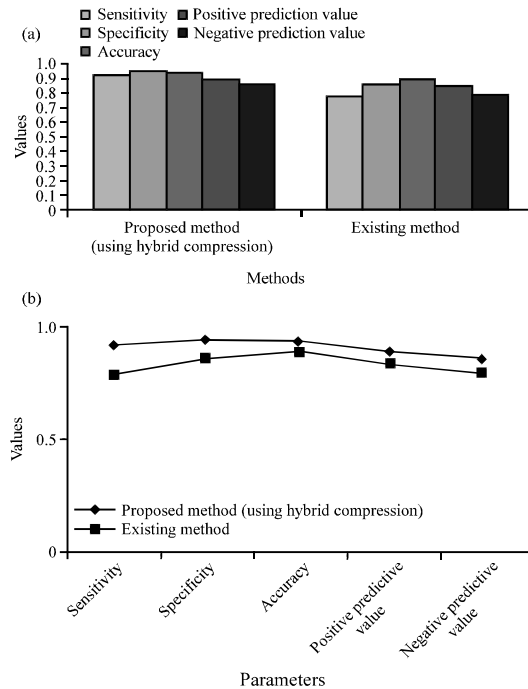 (a)
Sensitivity
Positive prediction value
Specificity
Negative prediction value
Accuracy
1.0
0.9
0.8
0.7
0.6
0.5
0.4
0.3
0.2
0.1
0
Values
Proposed method
(using hybrid compression)
Existing method
Methods
(b)
1.0
0.5
0
Values
Proposed method (using hybrid compression)
Existing method
Sensitivity
Specificity
Accuracy
Positive predictive
value
Negative predictive
value
Parameters